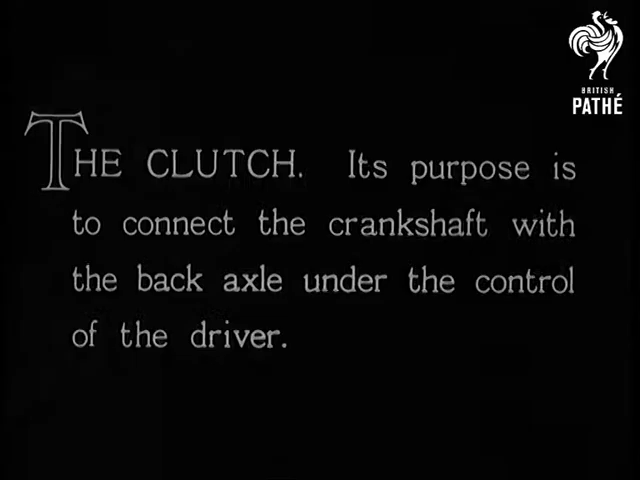 BRITISH
PATHÉ
THE CLUTCH. Its purpose is
to connect the crankshaft with
the back axle under the control
of the driver.